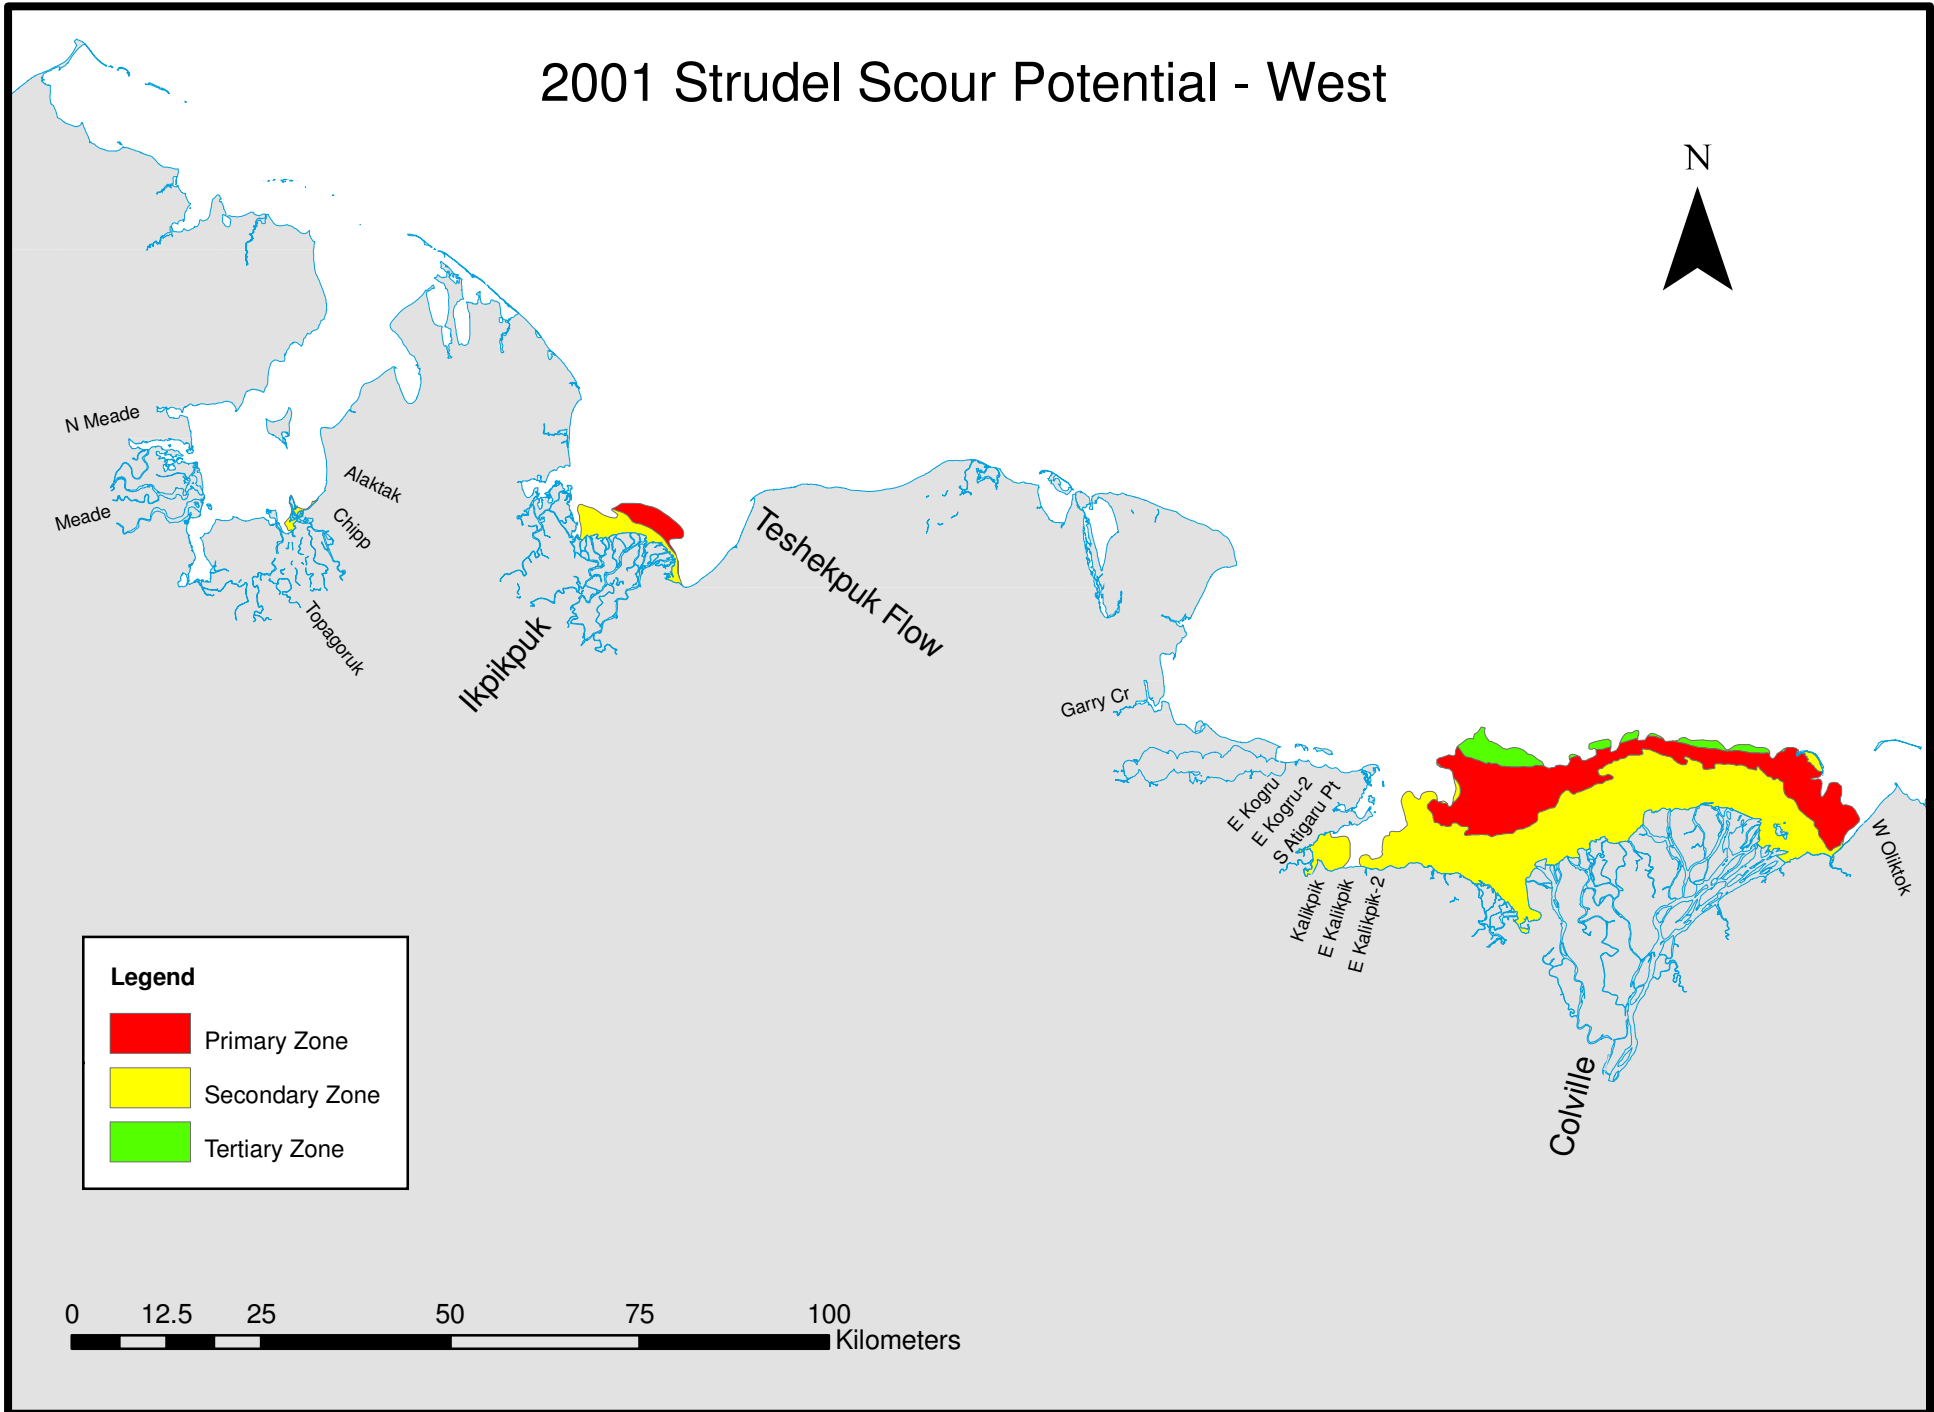 2001 Strudel Scour Potential - West
N
N Meade
Meade
Alaktak
Chipp
Topagoruk
Ikpikpuk
Teshekpuk Flow
Garry Cr
E Kogru
E Kogru-2
S Atigaru Pt
Kalikpik
E Kalikpik
E Kalikpik-2
W Oliktok
Colville
Legend
Primary Zone
Secondary Zone
Tertiary Zone
0 12.5 25 50 75 100
Kilometers